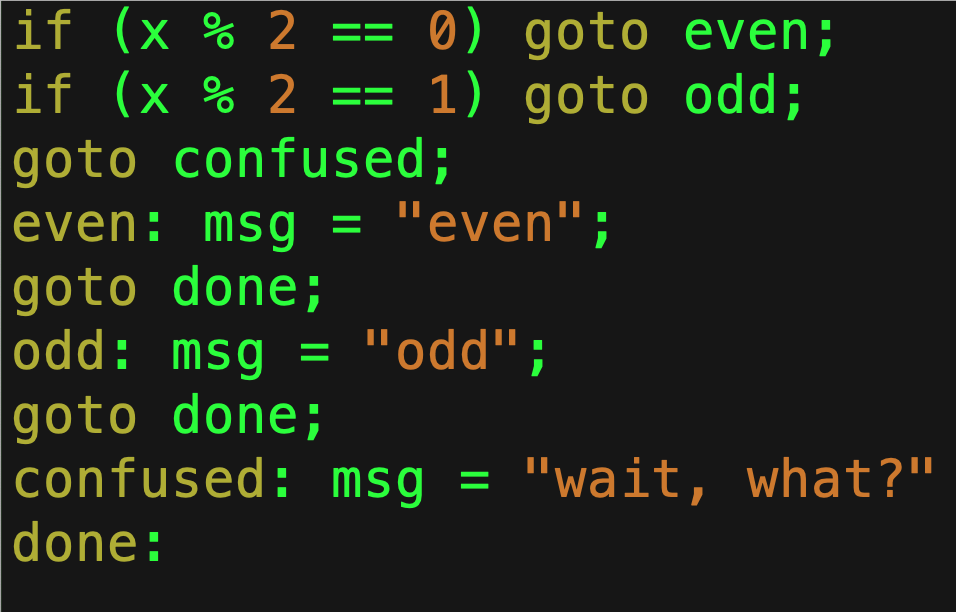 if (x % 2 == 0) goto even;
if (x % 2 == 1) goto odd;
goto confused;
even: msg = "even";
goto done;
odd: msg = "odd";
goto done;
confused: msg = "wait, what?"
done: